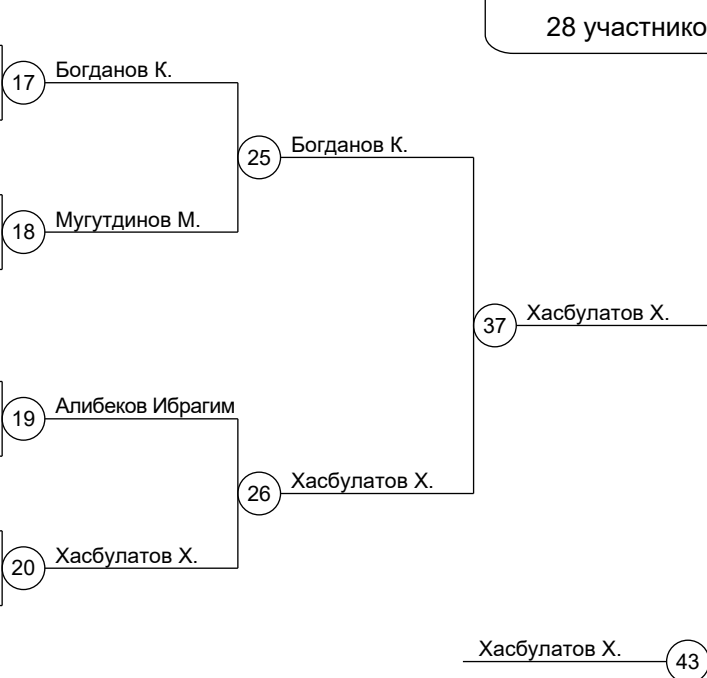 28 участнико
17 Богданов К.
25 Богданов К.
18 Мугутдинов М.
37 Хасбулатов Х.
19 Алибеков Ибрагим
26 Хасбулатов Х.
20 Хасбулатов Х.
Хасбулатов Х. 43